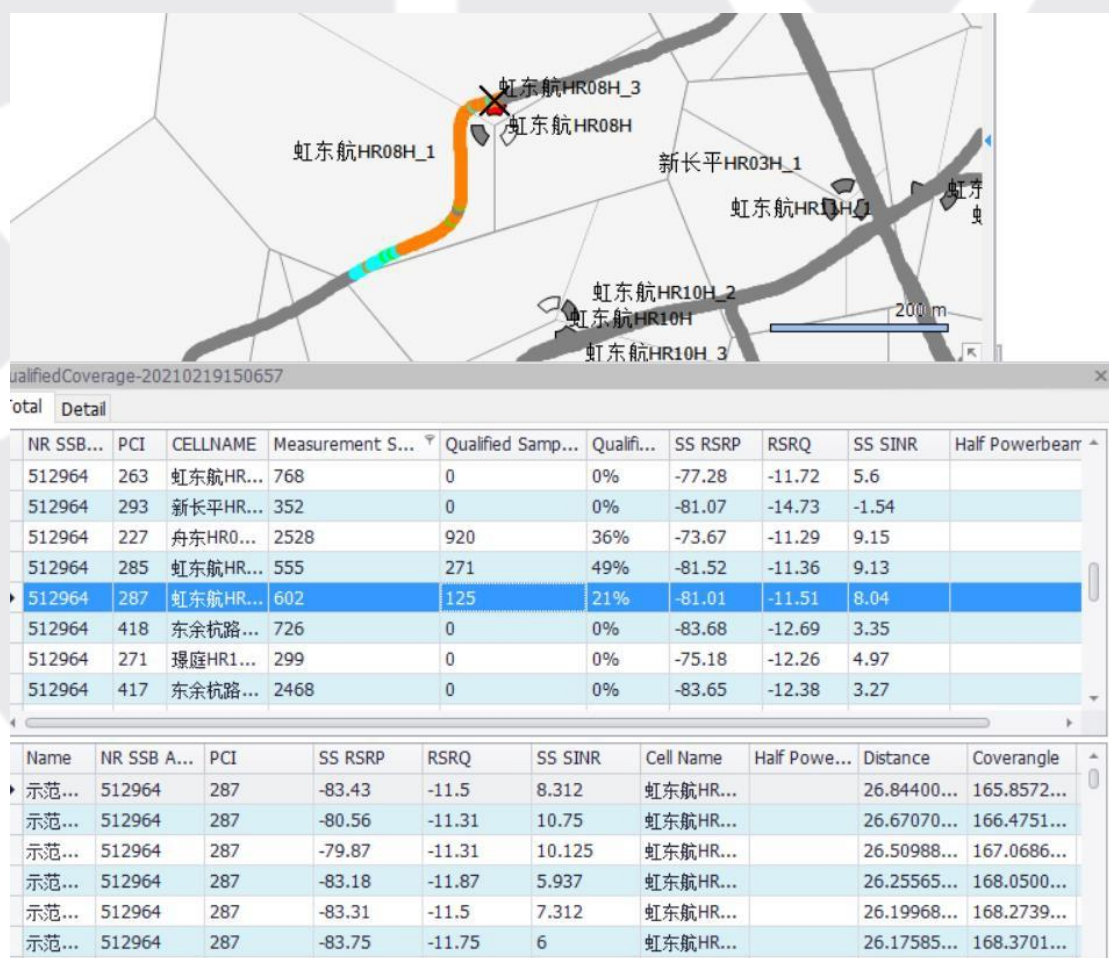 虹东航HR08H_3
虹东航HR08H
虹东航HR08H_1
新长平HR03H_1
虹东航HR11H_1
虹东航HR10H_2
虹东航HR10H
虹东航HR10H_3
200 m
ualifiedCoverage-20210219150657
otal Detail
NR SSB... PCI CELLNAME Measurement S... Qualified Samp... Qualifi... SS RSRP RSRQ SS SINR Half Powerbeam
512964 263 虹东航HR... 768 0 0% -77.28 -11.72 5.6
512964 293 新长平HR... 352 0 0% -81.07 -14.73 -1.54
512964 227 舟东HR0... 2528 920 36% -73.67 -11.29 9.15
512964 285 虹东航HR... 555 271 49% -81.52 -11.36 9.13
512964 287 虹东航HR... 602 125 21% -81.01 -11.51 8.04
512964 418 东余杭路... 726 0 0% -83.68 -12.69 3.35
512964 271 璟庭HR1... 299 0 0% -75.18 -12.26 4.97
512964 417 东余杭路... 2468 0 0% -83.65 -12.38 3.27
Name NR SSB A... PCI SS RSRP RSRQ SS SINR Cell Name Half Powe... Distance Coverangle
示范... 512964 287 -83.43 -11.5 8.312 虹东航HR... 26.84400... 165.8572...
示范... 512964 287 -80.56 -11.31 10.75 虹东航HR... 26.67070... 166.4751...
示范... 512964 287 -79.87 -11.31 10.125 虹东航HR... 26.50988... 167.0686...
示范... 512964 287 -83.18 -11.87 5.937 虹东航HR... 26.25565... 168.0500...
示范... 512964 287 -83.31 -11.5 7.312 虹东航HR... 26.19968... 168.2739...
示范... 512964 287 -83.75 -11.75 6 虹东航HR... 26.17585... 168.3701...